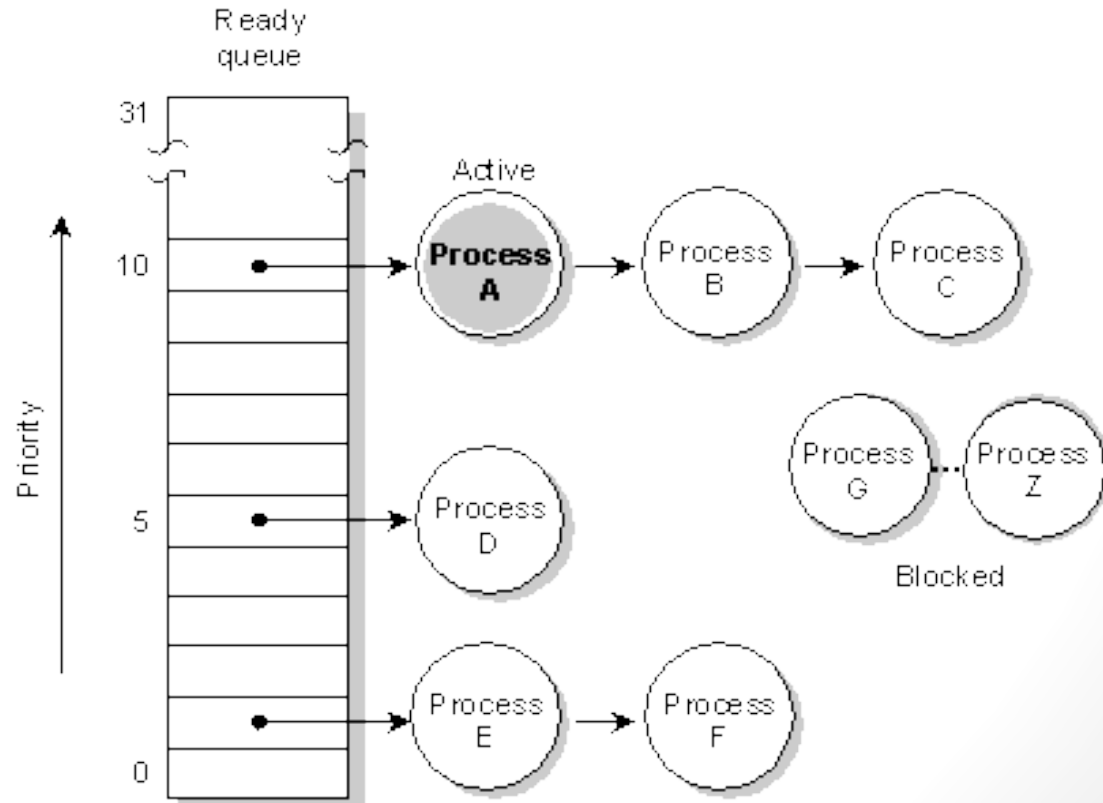 Ready
queue
31
Active
10
Process
A
Process
B
Process
C
Priority
Process
G
Process
Z
5
Process
D
Blocked
Process
E
Process
F
0